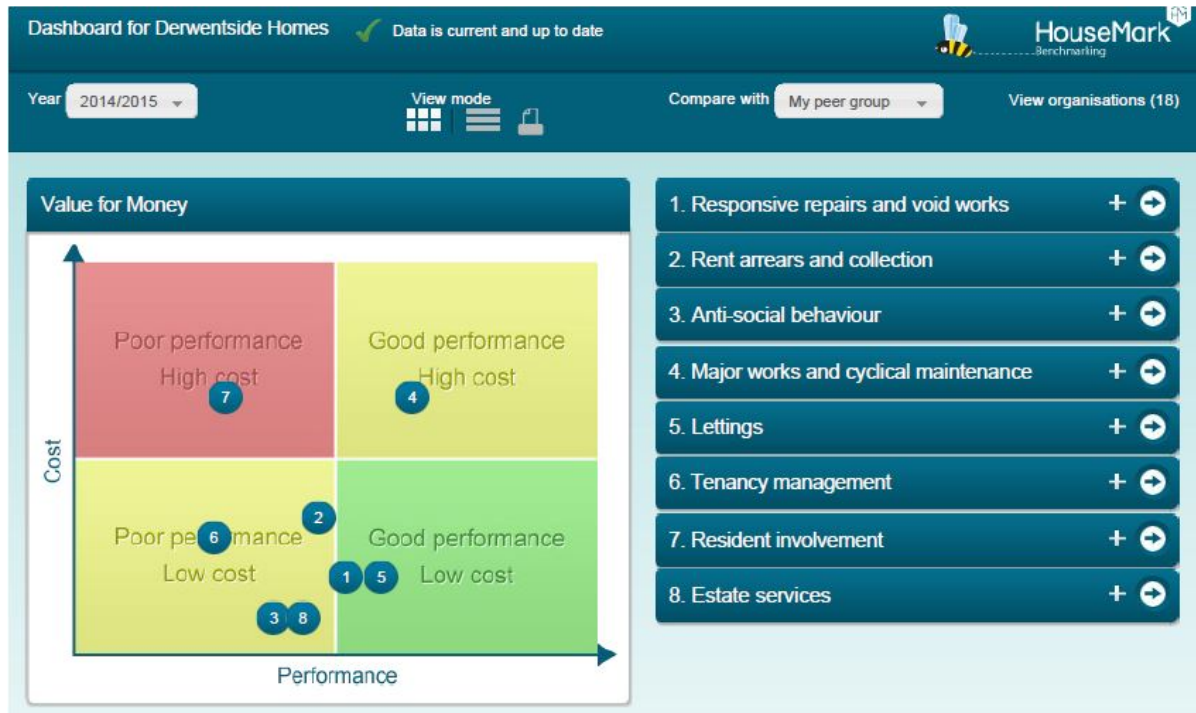 Dashboard for Derwentside Homes
Data is current and up to date
HM
HouseMark
Benchmarking
Year
2014/2015
View mode
Compare with
My peer group
View organisations (18)
Value for Money
Cost
Poor performance
High cost
7
Good performance
High cost
4
2
Poor pe mance
6
Low cost
Good performance
Low cost
1
5
3
8
Performance
1. Responsive repairs and void works
2. Rent arrears and collection
3. Anti-social behaviour
4. Major works and cyclical maintenance
5. Lettings
6. Tenancy management
7. Resident involvement
8. Estate services